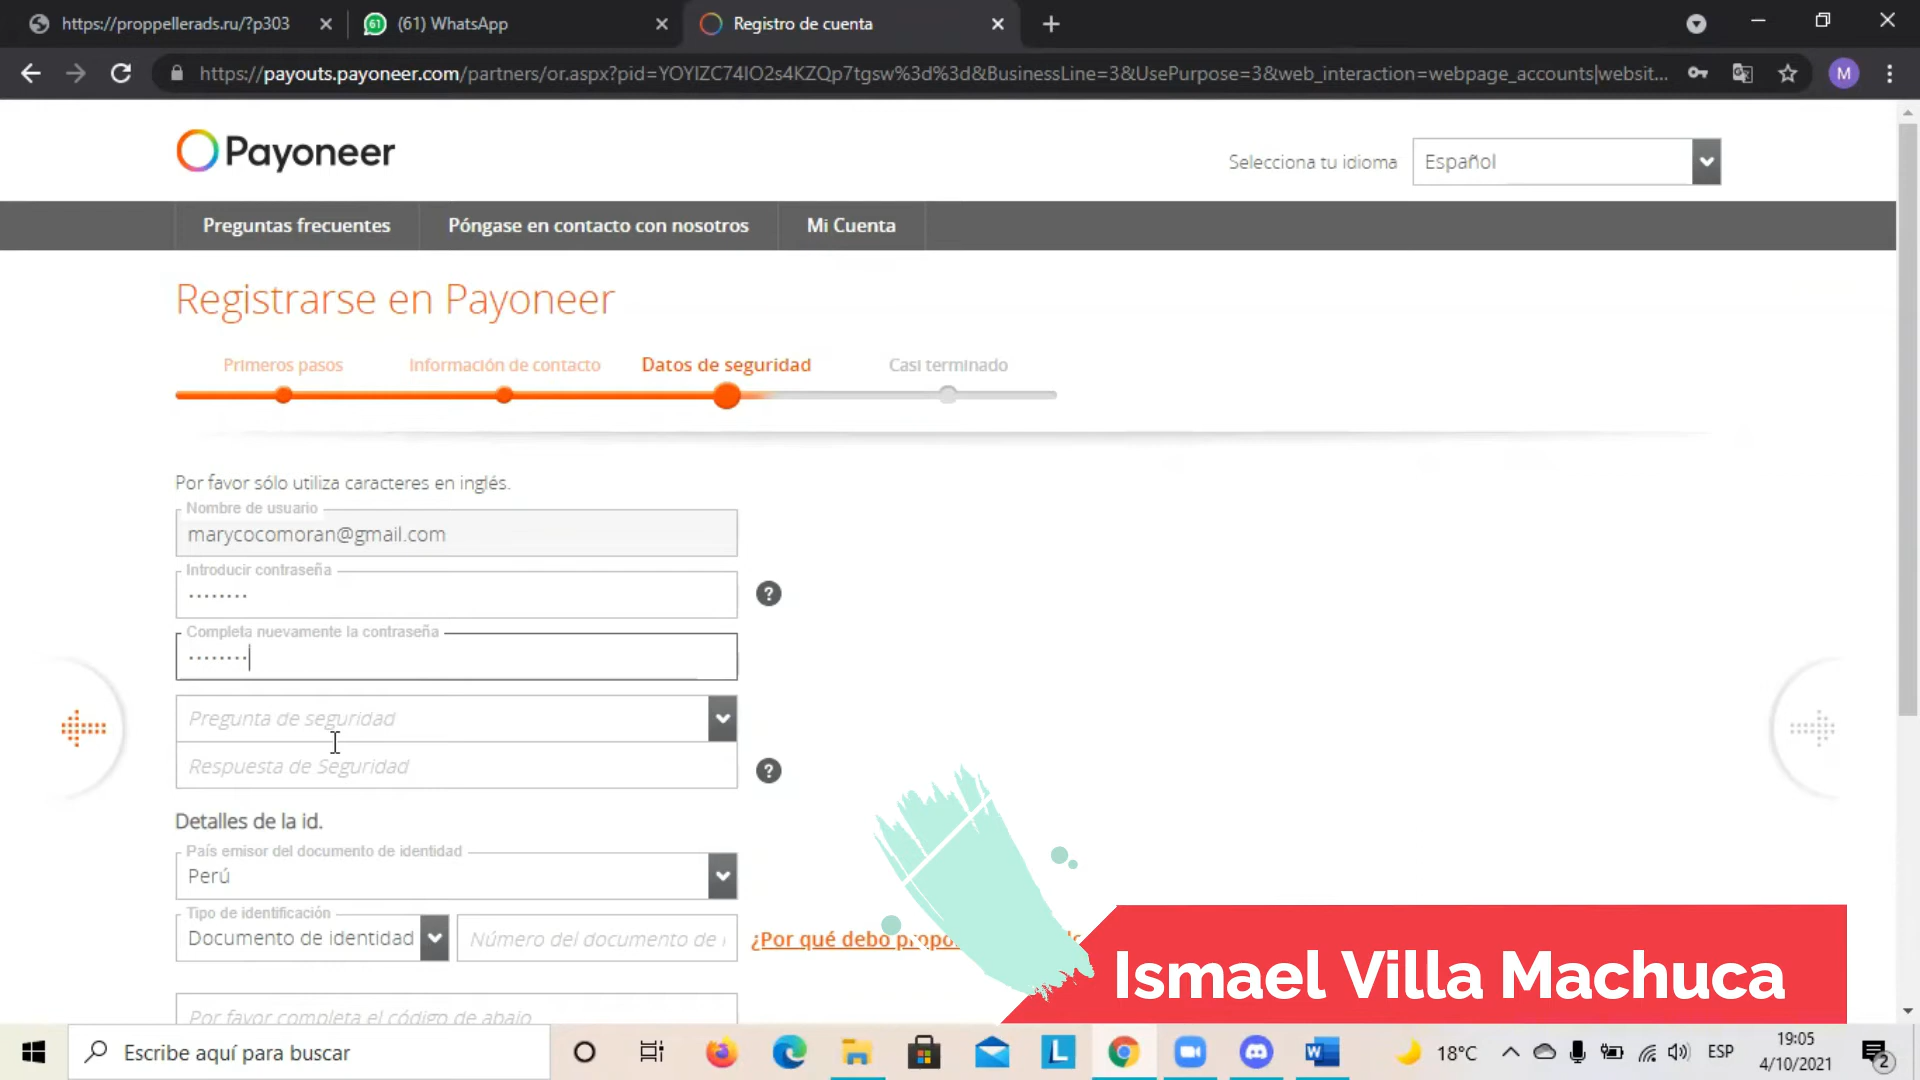 https://proppellerads.ru/?p303
(61) WhatsApp
Registro de cuenta
https://payouts.payoneer.com/partners/or.aspx?pid=YOYIZC74IO2s4KZQp7tgsw%3d%3d&BusinessLine=3&UsePurpose=3&web_interaction=webpage_accounts|websit...
M
Payoneer
Selecciona tu idioma
Español
Preguntas frecuentes
Póngase en contacto con nosotros
Mi Cuenta
Registrarse en Payoneer
Primeros pasos
Información de contacto
Datos de seguridad
Casi terminado
Por favor sólo utiliza caracteres en inglés.
Nombre de usuario
marycocomoran@gmail.com
Introducir contraseña
Completa nuevamente la contraseña
Pregunta de seguridad
Respuesta de Seguridad
Detalles de la id.
País emisor del documento de identidad
Perú
Tipo de identificación
Documento de identidad
Número del documento de
¿Por qué debo
Ismael Villa Machuca
Por favor completa el código de abajo
Escribe aquí para buscar
18°C
ESP
19:05
4/10/2021
2